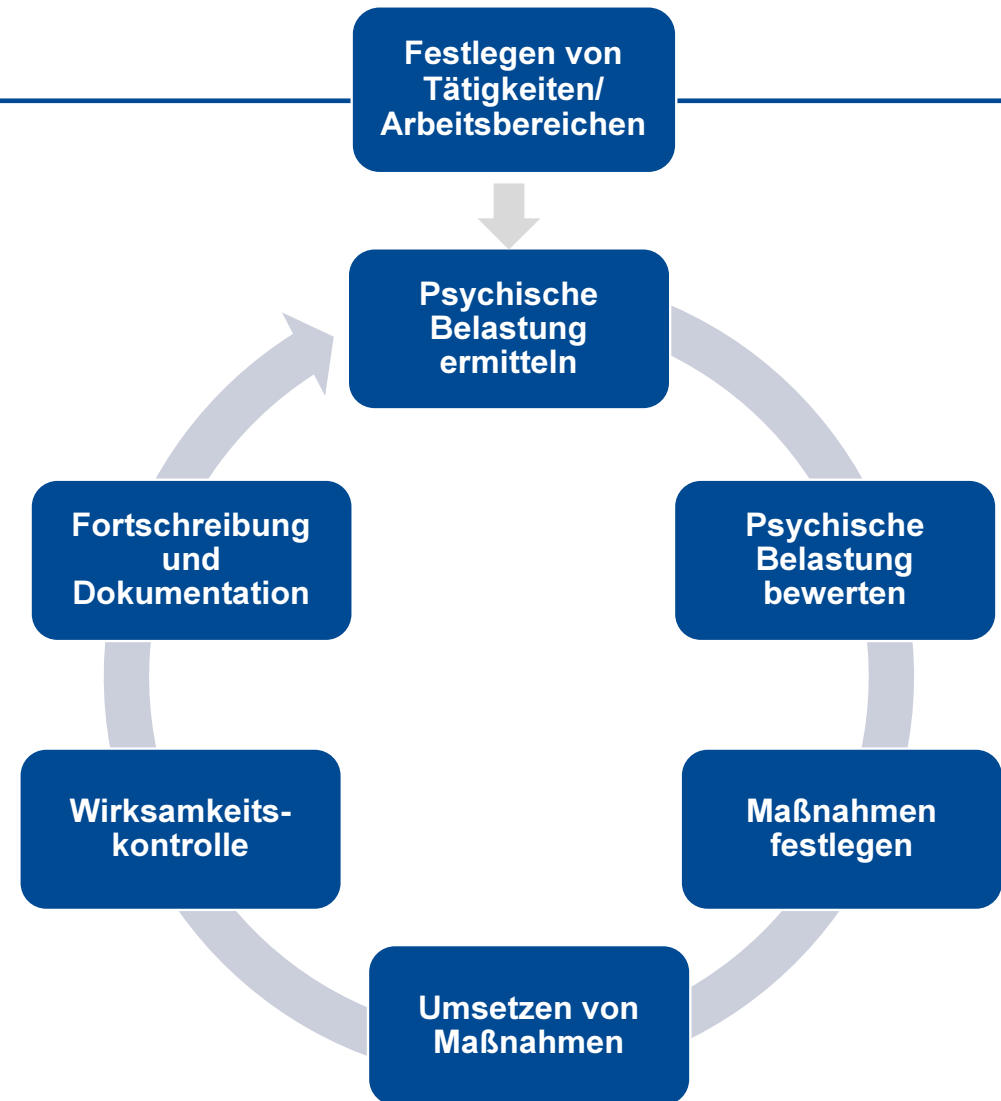 Festlegen von
Tätigkeiten/
Arbeitsbereichen
Psychische
Belastung
ermitteln
Psychische
Belastung
bewerten
Maßnahmen
festlegen
Umsetzen von
Maßnahmen
Wirksamkeits-
kontrolle
Fortschreibung
und
Dokumentation